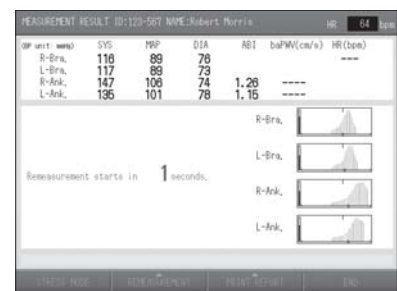 MEASUREMENT RESULT ID:123-567 NAME:Robert Morris HR 64 bpm
(BP unit: mmHg) SYS MAP DIA ABI baPWV(cm/s) HR(bpm)
R-Bra. 116 89 76 ---
L-Bra. 117 89 73
R-Ank. 147 106 74 1.26 ----
L-Ank. 135 101 78 1.15 ----
R-Bra.
L-Bra.
Remeasurement starts in 1 seconds.
R-Ank.
L-Ank.
STRESS MODE REMEASUREMENT PRINT REPORT END